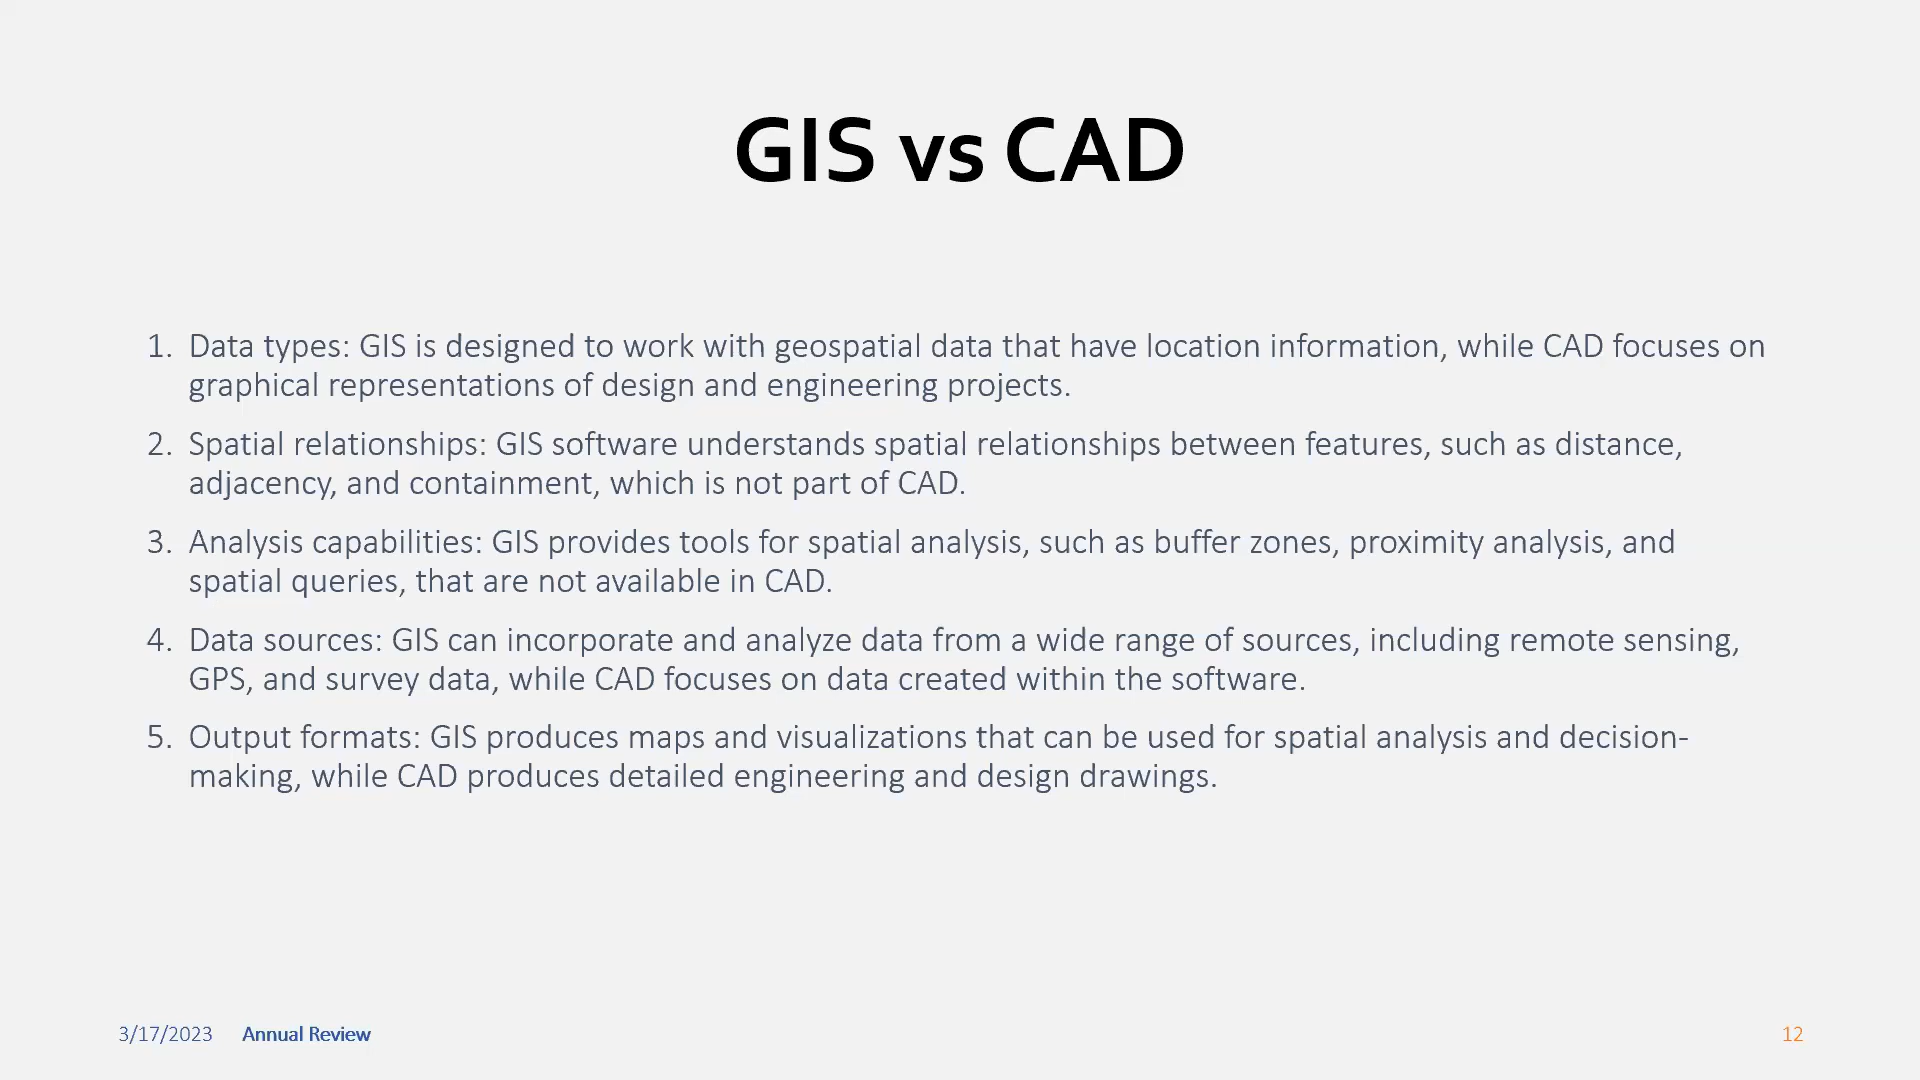 GIS vs CAD
1. Data types: GIS is designed to work with geospatial data that have location information, while CAD focuses on
graphical representations of design and engineering projects.
2. Spatial relationships: GIS software understands spatial relationships between features, such as distance,
adjacency, and containment, which is not part of CAD.
3. Analysis capabilities: GIS provides tools for spatial analysis, such as buffer zones, proximity analysis, and
spatial queries, that are not available in CAD.
4. Data sources: GIS can incorporate and analyze data from a wide range of sources, including remote sensing,
GPS, and survey data, while CAD focuses on data created within the software.
5. Output formats: GIS produces maps and visualizations that can be used for spatial analysis and decision-
making, while CAD produces detailed engineering and design drawings.
3/17/2023 Annual Review 12